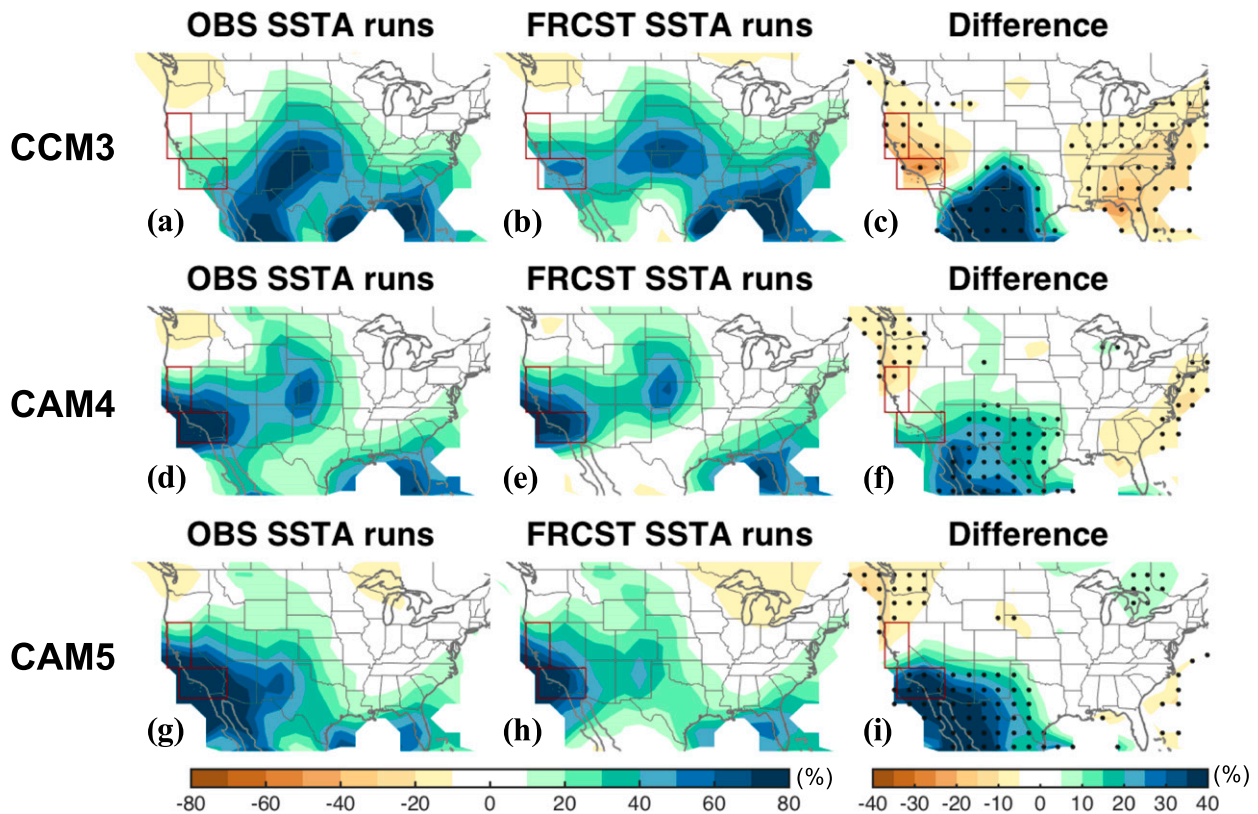 OBS SSTA runs FRCST SSTA runs Difference
CCM3
(a) (b) (c)
OBS SSTA runs FRCST SSTA runs Difference
CAM4
(d) (e) (f)
OBS SSTA runs FRCST SSTA runs Difference
CAM5
(g) (h) (i)
(%) (%)
-80 -60 -40 -20 0 20 40 60 80 -40 -30 -20 -10 0 10 20 30 40